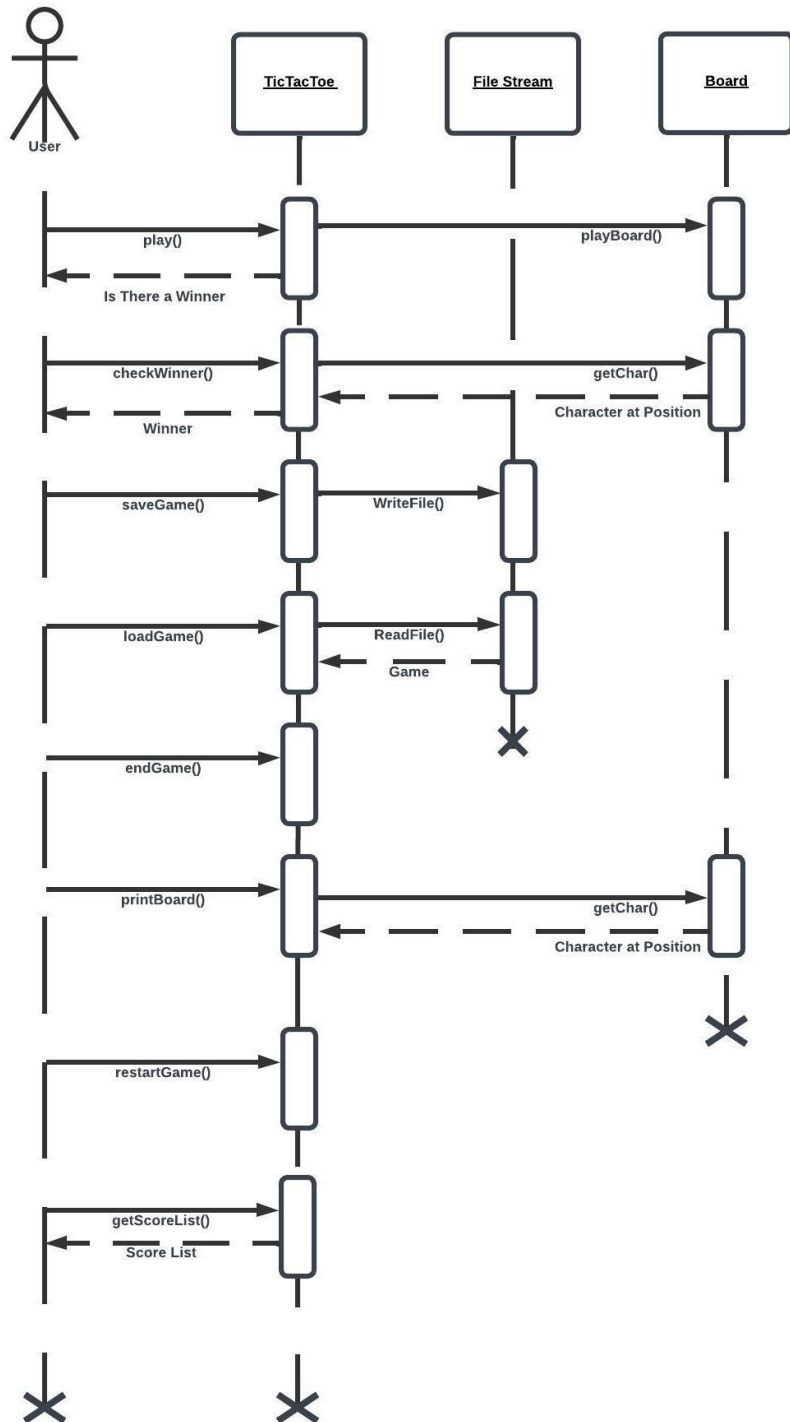 TicTacToe
File Stream
Board
User
play()
playBoard()
Is There a Winner
checkWinner()
getChar()
Character at Position
Winner
saveGame()
WriteFile()
loadGame()
ReadFile()
Game
endGame()
printBoard()
getChar()
Character at Position
restartGame()
getScoreList()
Score List